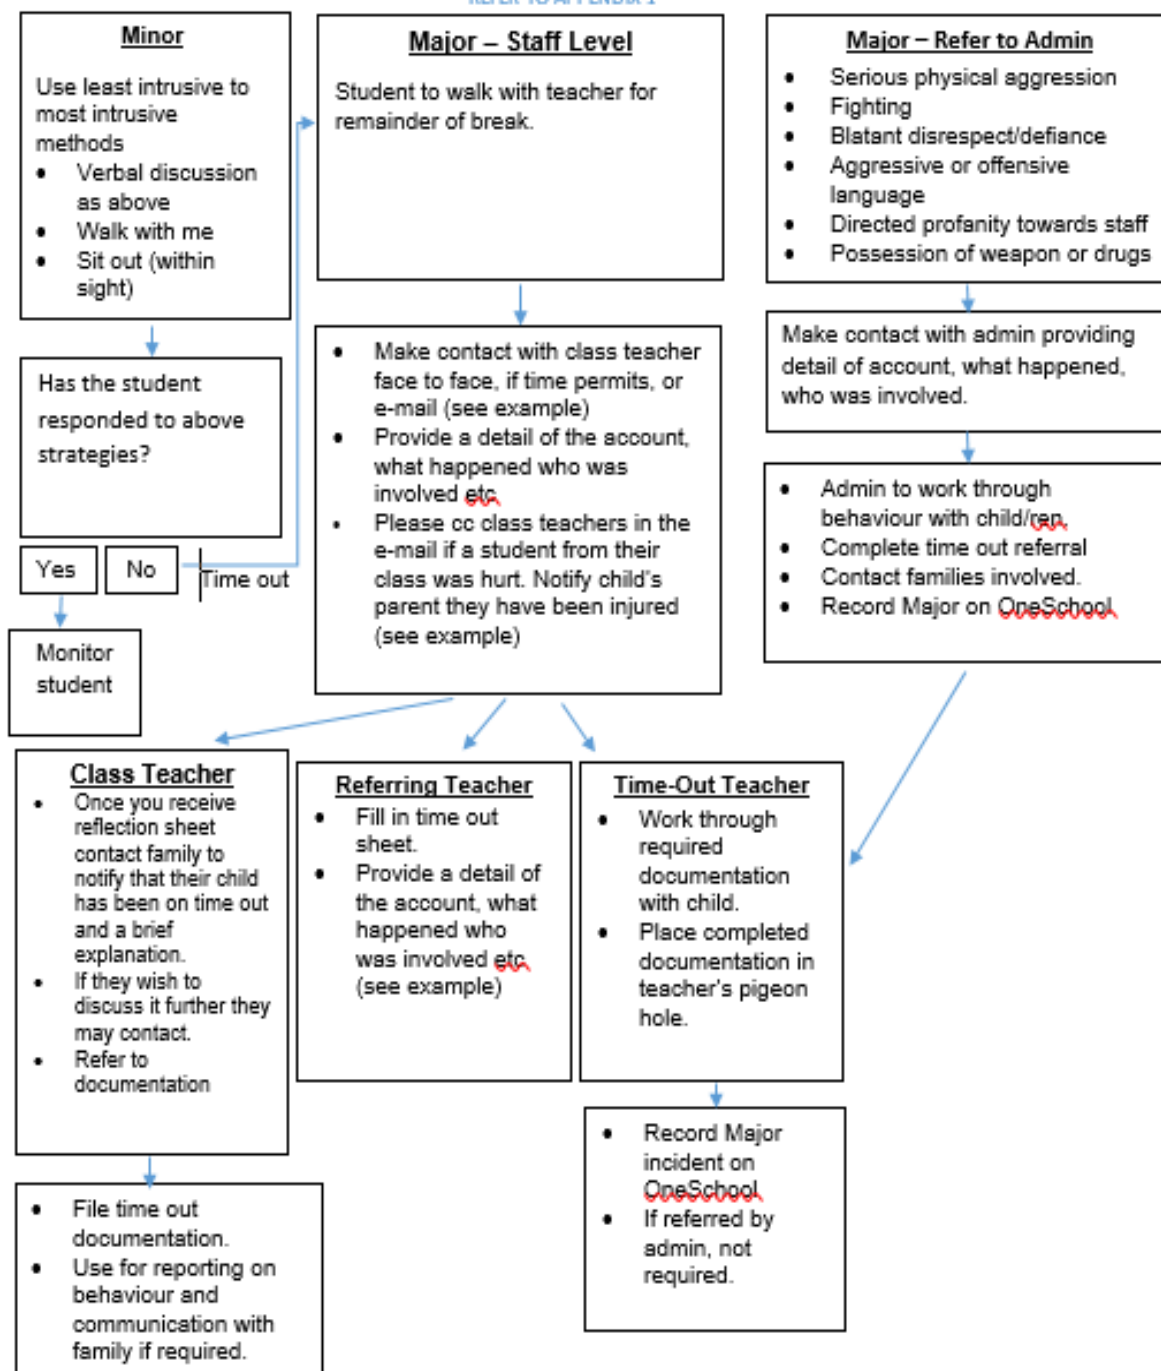 REFER TO APPENDIX 1
Minor
Use least intrusive to
most intrusive
methods
• Verbal discussion
as above
• Walk with me
• Sit out (within
sight)
Has the student
responded to above
strategies?
Yes
No
Time out
Monitor
student
Major – Staff Level
Student to walk with teacher for
remainder of break.
• Make contact with class teacher
face to face, if time permits, or
e-mail (see example)
• Provide a detail of the account,
what happened who was
involved etc.
• Please cc class teachers in the
e-mail if a student from their
class was hurt. Notify child's
parent they have been injured
(see example)
Major – Refer to Admin
• Serious physical aggression
• Fighting
• Blatant disrespect/defiance
• Aggressive or offensive
language
• Directed profanity towards staff
• Possession of weapon or drugs
Make contact with admin providing
detail of account, what happened,
who was involved.
• Admin to work through
behaviour with child/ren.
• Complete time out referral
• Contact families involved.
• Record Major on OneSchool.
Class Teacher
• Once you receive
reflection sheet
contact family to
notify that their child
has been on time out
and a brief
explanation.
• If they wish to
discuss it further they
may contact.
• Refer to
documentation
• File time out
documentation.
• Use for reporting on
behaviour and
communication with
family if required.
Referring Teacher
• Fill in time out
sheet.
• Provide a detail of
the account, what
happened who
was involved etc.
(see example)
Time-Out Teacher
• Work through
required
documentation
with child.
• Place completed
documentation in
teacher's pigeon
hole.
• Record Major
incident on
OneSchool.
• If referred by
admin, not
required.